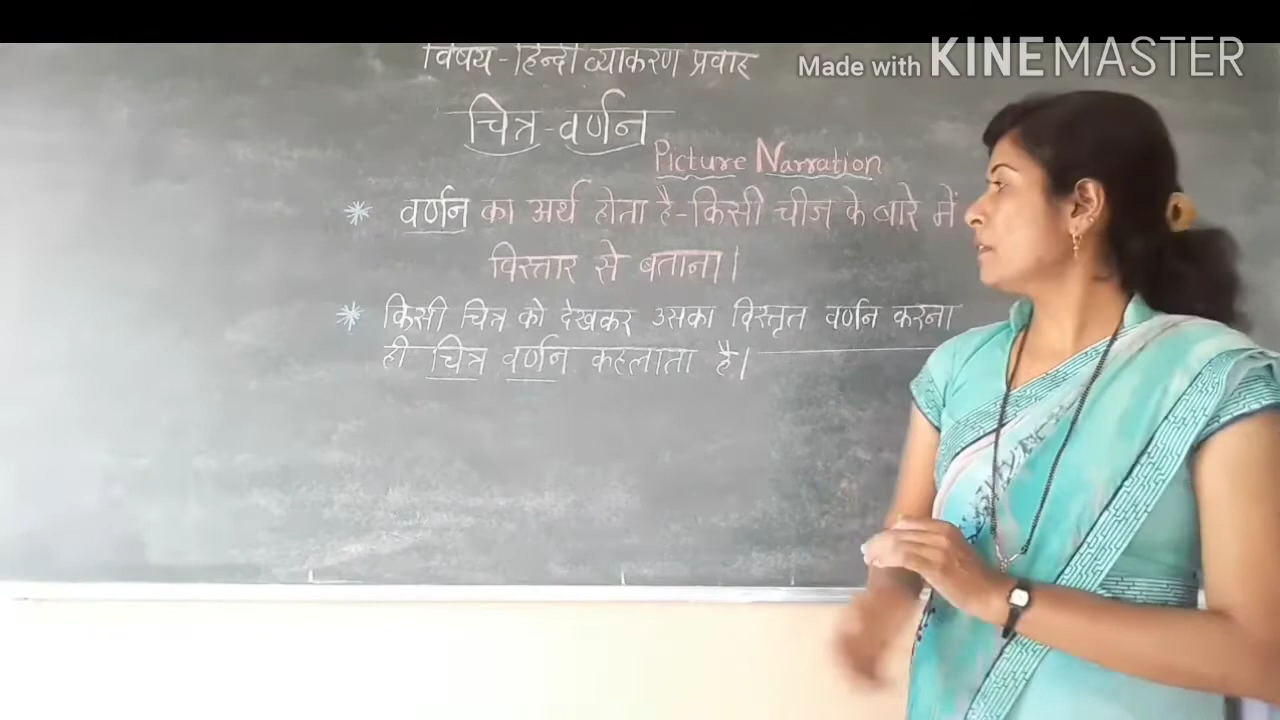 Made with KINEMASTER
विषय-हिन्दी व्याकरण प्रवाह
चित्र-वर्णन
Picture Narration
* वर्णन का अर्थ होता है-किसी चीज के बारे में
विस्तार से बताना।
* किसी चित्र को देखकर उसका विस्तृत वर्णन करना
ही चित्र वर्णन कहलाता है।